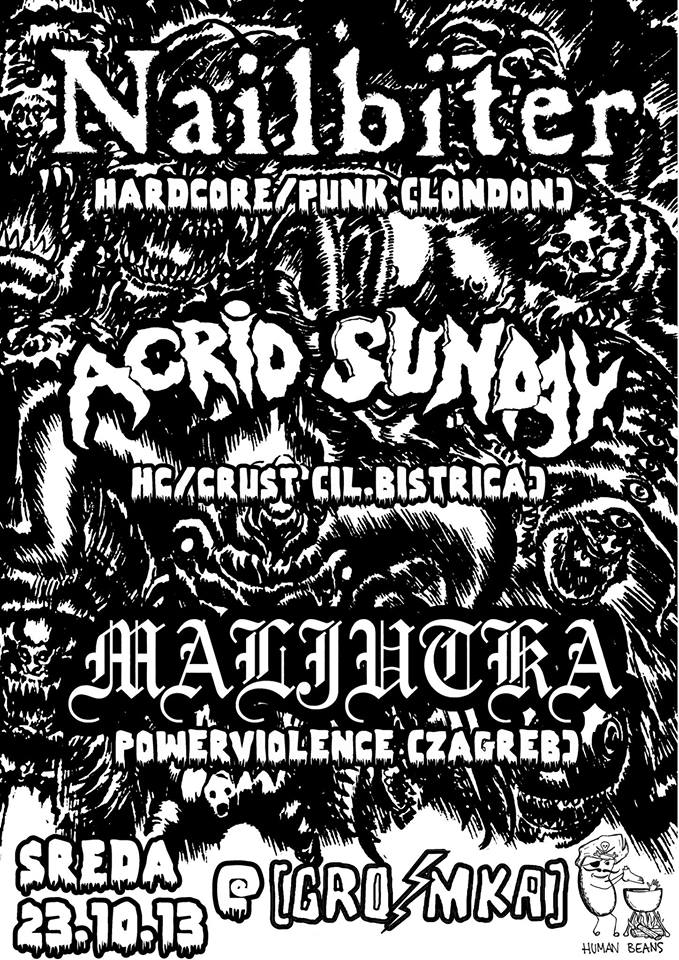 Nailbiter
HARDCORE/PUNK (LONDON)
ACRID SUNDAY
HC/CRUST (IL.BISTRICA)
MALJUTKA
POWERVIOLENCE (ZAGREB)
SREDA
23.10.13
@ [GROMKA]
HUMAN BEANS